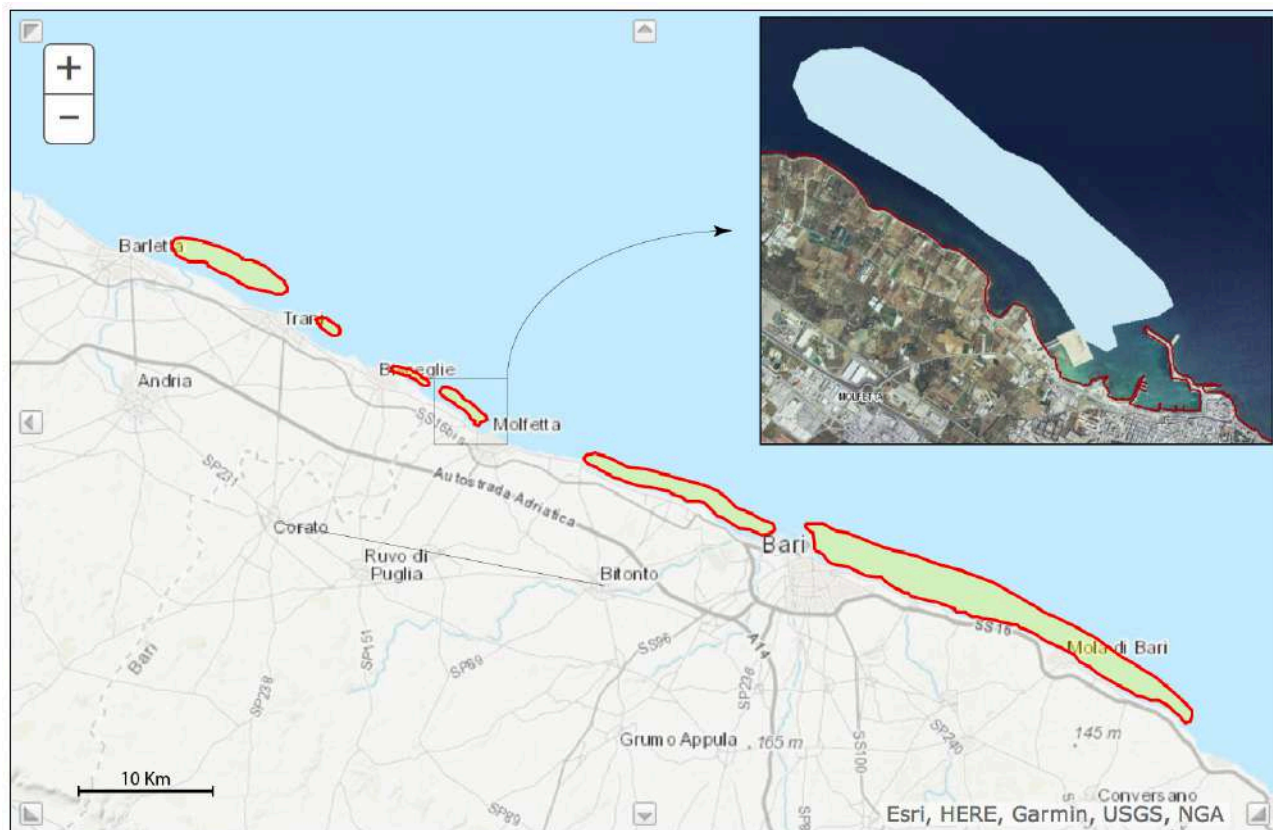 +
−
Barletta
Trani
Bisceglie
Andria
Molfetta
MOLFETTA
SS16bis
SP231
Autostrada Adriatica
Corato
Ruvo di
Puglia
Bitonto
Bari
SS16
Mola di Bari
SS96
A14
SP151
SP89
SP238
Bari
SP236
SS100
SP240
Grumo Appula
165 m
145 m
10 Km
Conversano
SP89
Esri, HERE, Garmin, USGS, NGA